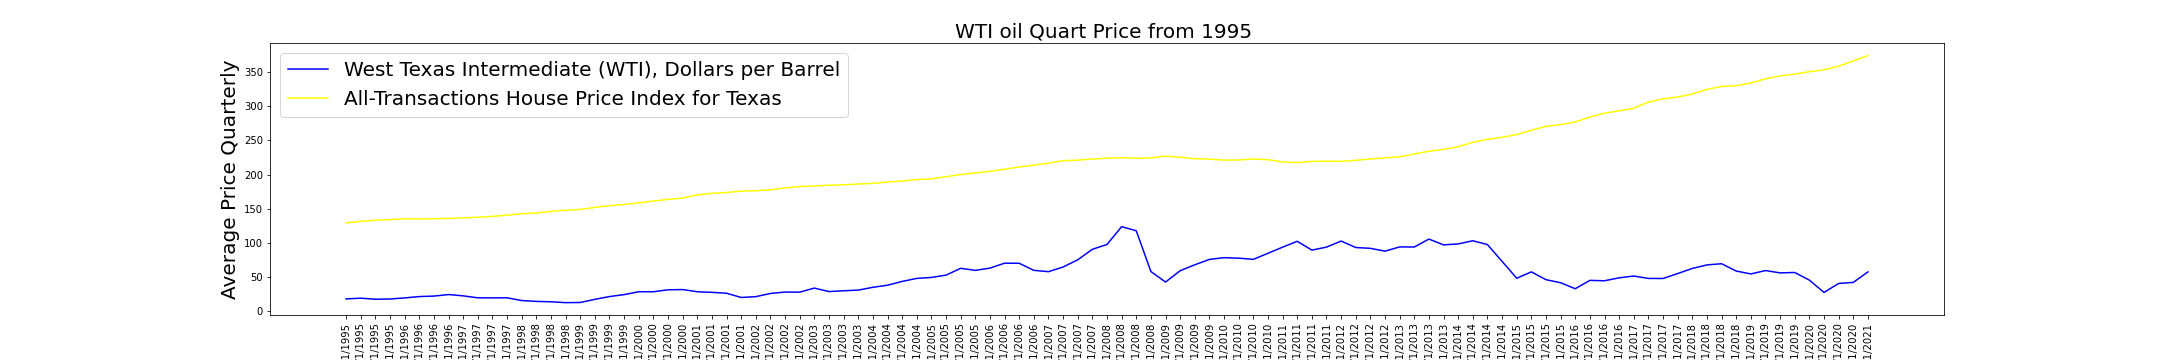 WTI oil Quart Price from 1995
West Texas Intermediate (WTI), Dollars per Barrel
All-Transactions House Price Index for Texas
Average Price Quarterly
350
300
250
200
150
100
50
0
1/1995 1/1995 1/1995 1/1995 1/1996 1/1996 1/1996 1/1996 1/1997 1/1997 1/1997 1/1997 1/1998 1/1998 1/1998 1/1998 1/1999 1/1999 1/1999 1/1999 1/2000 1/2000 1/2000 1/2000 1/2001 1/2001 1/2001 1/2001 1/2002 1/2002 1/2002 1/2002 1/2003 1/2003 1/2003 1/2003 1/2004 1/2004 1/2004 1/2004 1/2005 1/2005 1/2005 1/2005 1/2006 1/2006 1/2006 1/2006 1/2007 1/2007 1/2007 1/2007 1/2008 1/2008 1/2008 1/2008 1/2009 1/2009 1/2009 1/2009 1/2010 1/2010 1/2010 1/2010 1/2011 1/2011 1/2011 1/2011 1/2012 1/2012 1/2012 1/2012 1/2013 1/2013 1/2013 1/2013 1/2014 1/2014 1/2014 1/2014 1/2015 1/2015 1/2015 1/2015 1/2016 1/2016 1/2016 1/2016 1/2017 1/2017 1/2017 1/2017 1/2018 1/2018 1/2018 1/2018 1/2019 1/2019 1/2019 1/2019 1/2020 1/2020 1/2020 1/2020 1/2021